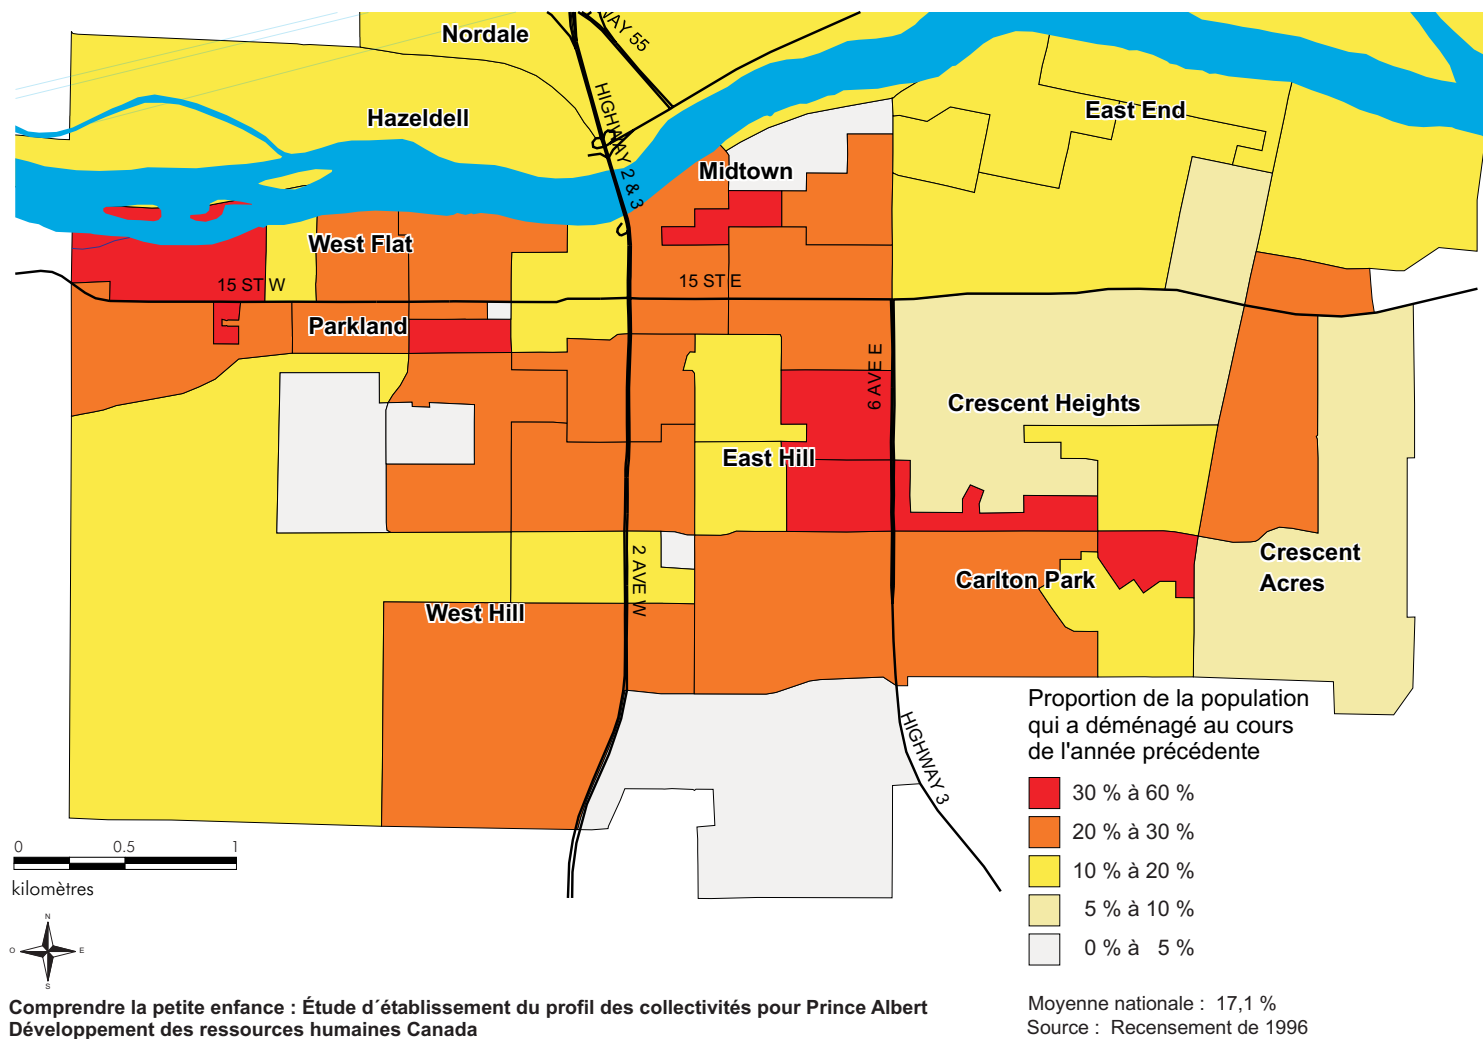 Nordale
HIGHWAY 2 & 3
Hazeldell
East End
Midtown
West Flat
15 ST W
15 ST E
Parkland
6 AVE E
Crescent Heights
East Hill
2 AVE W
Carlton Park
Crescent
Acres
West Hill
HIGHWAY 3
Proportion de la population
qui a déménagé au cours
de l'année précédente
30 % à 60 %
20 % à 30 %
10 % à 20 %
5 % à 10 %
0 % à 5 %
0 0.5 1
kilomètres
N
O E
S
Comprendre la petite enfance : Étude d´établissement du profil des collectivités pour Prince Albert
Développement des ressources humaines Canada
Moyenne nationale : 17,1 %
Source : Recensement de 1996